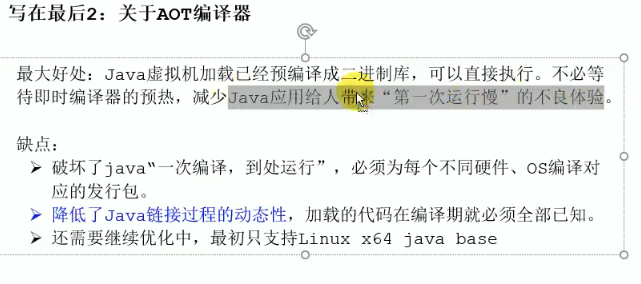 写在最后2：关于AOT编译器
最大好处：Java虚拟机加载已经预编译成二进制库，可以直接执行。不必等
待即时编译器的预热，减少Java应用给人带来“第一次运行慢”的不良体验。
缺点：
➢ 破坏了java“一次编译，到处运行”，必须为每个不同硬件、OS编译对
应的发行包。
➢ 降低了Java链接过程的动态性，加载的代码在编译期就必须全部已知。
➢ 还需要继续优化中，最初只支持Linux x64 java base